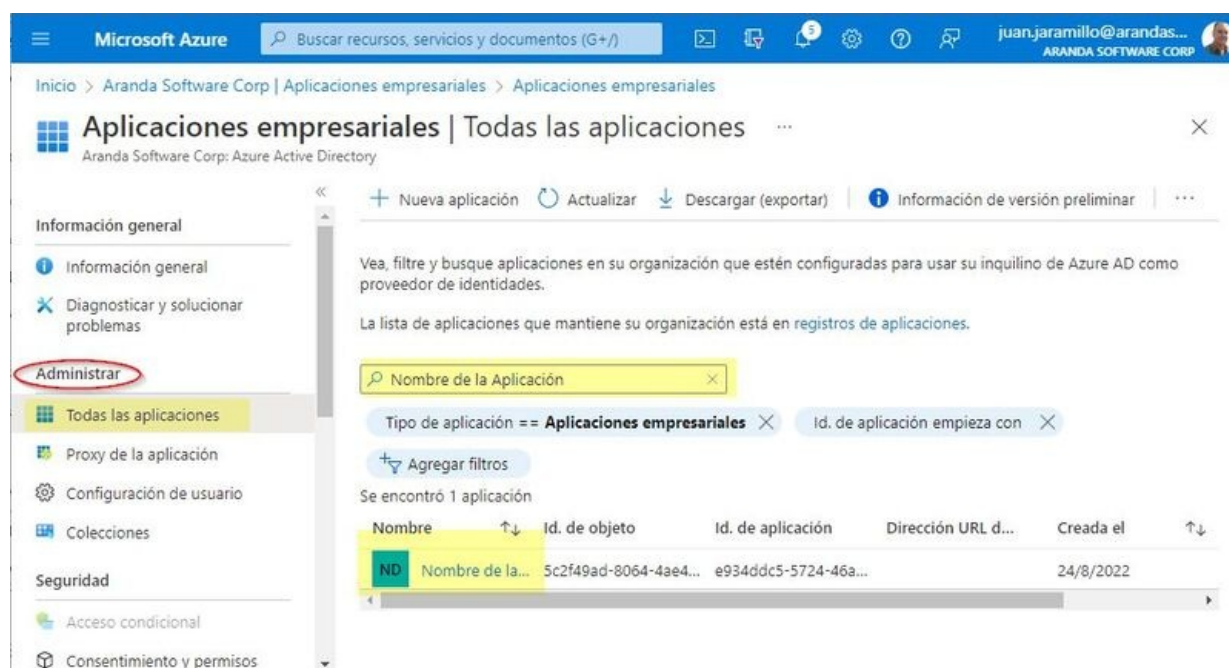 Microsoft Azure
Buscar recursos, servicios y documentos (G+/)
5
juan.jaramillo@arandas...
ARANDA SOFTWARE CORP
Inicio > Aranda Software Corp | Aplicaciones empresariales > Aplicaciones empresariales
Aplicaciones empresariales | Todas las aplicaciones ...
Aranda Software Corp: Azure Active Directory
Información general
Información general
Diagnosticar y solucionar
problemas
Administrar
Todas las aplicaciones
Proxy de la aplicación
Configuración de usuario
Colecciones
Seguridad
Acceso condicional
Consentimiento y permisos
Nueva aplicación Actualizar Descargar (exportar) Información de versión preliminar ...
Vea, filtre y busque aplicaciones en su organización que estén configuradas para usar su inquilino de Azure AD como
proveedor de identidades.
La lista de aplicaciones que mantiene su organización está en registros de aplicaciones.
Nombre de la Aplicación
Tipo de aplicación == Aplicaciones empresariales Id. de aplicación empieza con
Agregar filtros
Se encontró 1 aplicación
Nombre Id. de objeto Id. de aplicación Dirección URL d... Creada el
ND Nombre de la... 5c2f49ad-8064-4ae4... e934ddc5-5724-46a... 24/8/2022